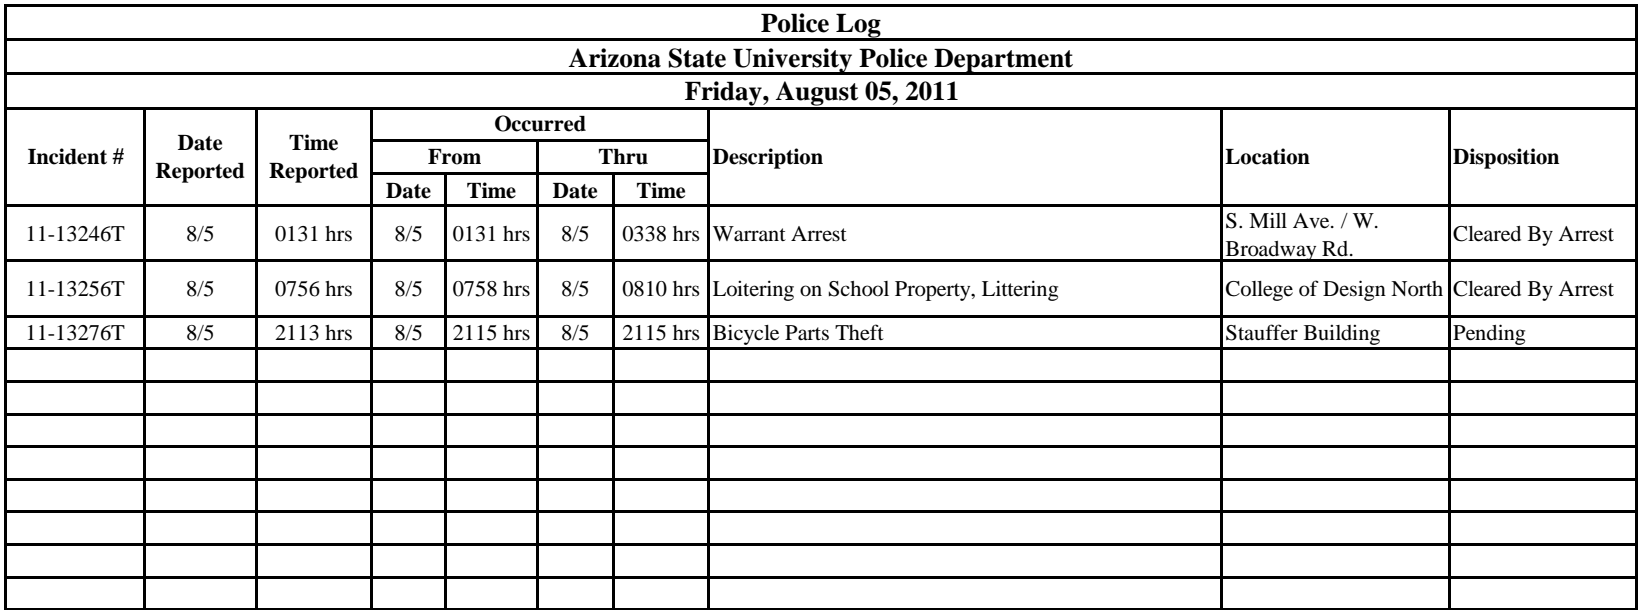 Police Log
Arizona State University Police Department
Friday, August 05, 2011
Incident # Date Reported Time Reported Occurred Description Location Disposition
From Thru
Date Time Date Time
11-13246T 8/5 0131 hrs 8/5 0131 hrs 8/5 0338 hrs Warrant Arrest S. Mill Ave. / W. Broadway Rd. Cleared By Arrest
11-13256T 8/5 0756 hrs 8/5 0758 hrs 8/5 0810 hrs Loitering on School Property, Littering College of Design North Cleared By Arrest
11-13276T 8/5 2113 hrs 8/5 2115 hrs 8/5 2115 hrs Bicycle Parts Theft Stauffer Building Pending